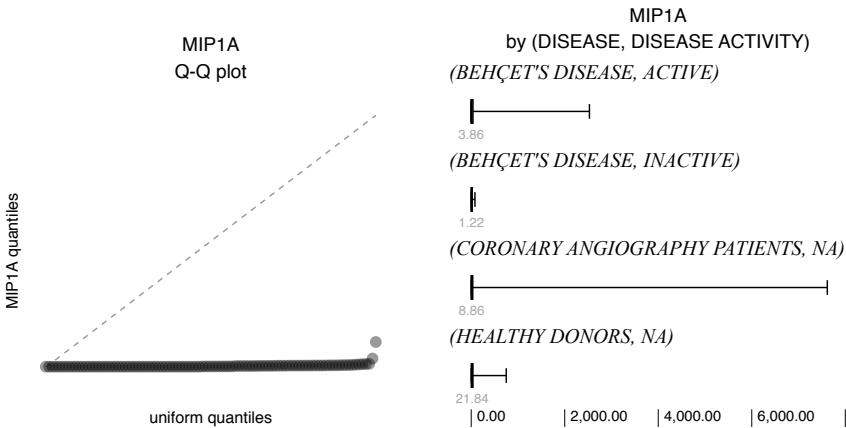 MIP1A
Q-Q plot
MIP1A quantiles
uniform quantiles
MIP1A
by (DISEASE, DISEASE ACTIVITY)
(BEHÇET'S DISEASE, ACTIVE)
3.86
(BEHÇET'S DISEASE, INACTIVE)
1.22
(CORONARY ANGIOGRAPHY PATIENTS, NA)
8.86
(HEALTHY DONORS, NA)
21.84
0.00 2,000.00 4,000.00 6,000.00